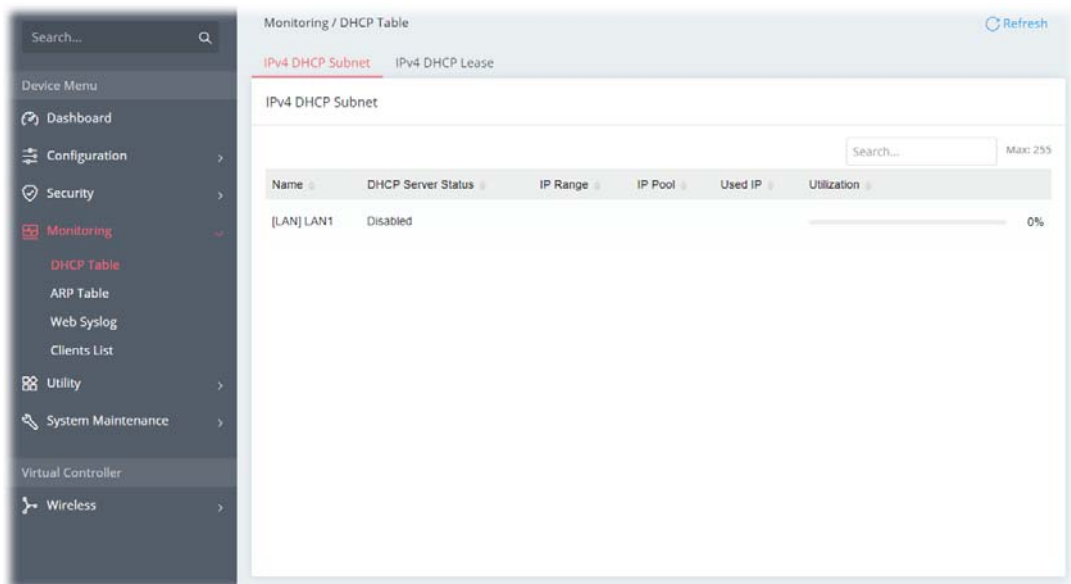 Search...
Device Menu
Dashboard
Configuration
Security
Monitoring
DHCP Table
ARP Table
Web Syslog
Clients List
Utility
System Maintenance
Virtual Controller
Wireless
Monitoring / DHCP Table
Refresh
IPv4 DHCP Subnet IPv4 DHCP Lease
IPv4 DHCP Subnet
Search... Max: 255
Name DHCP Server Status IP Range IP Pool Used IP Utilization
[LAN] LAN1 Disabled 0%